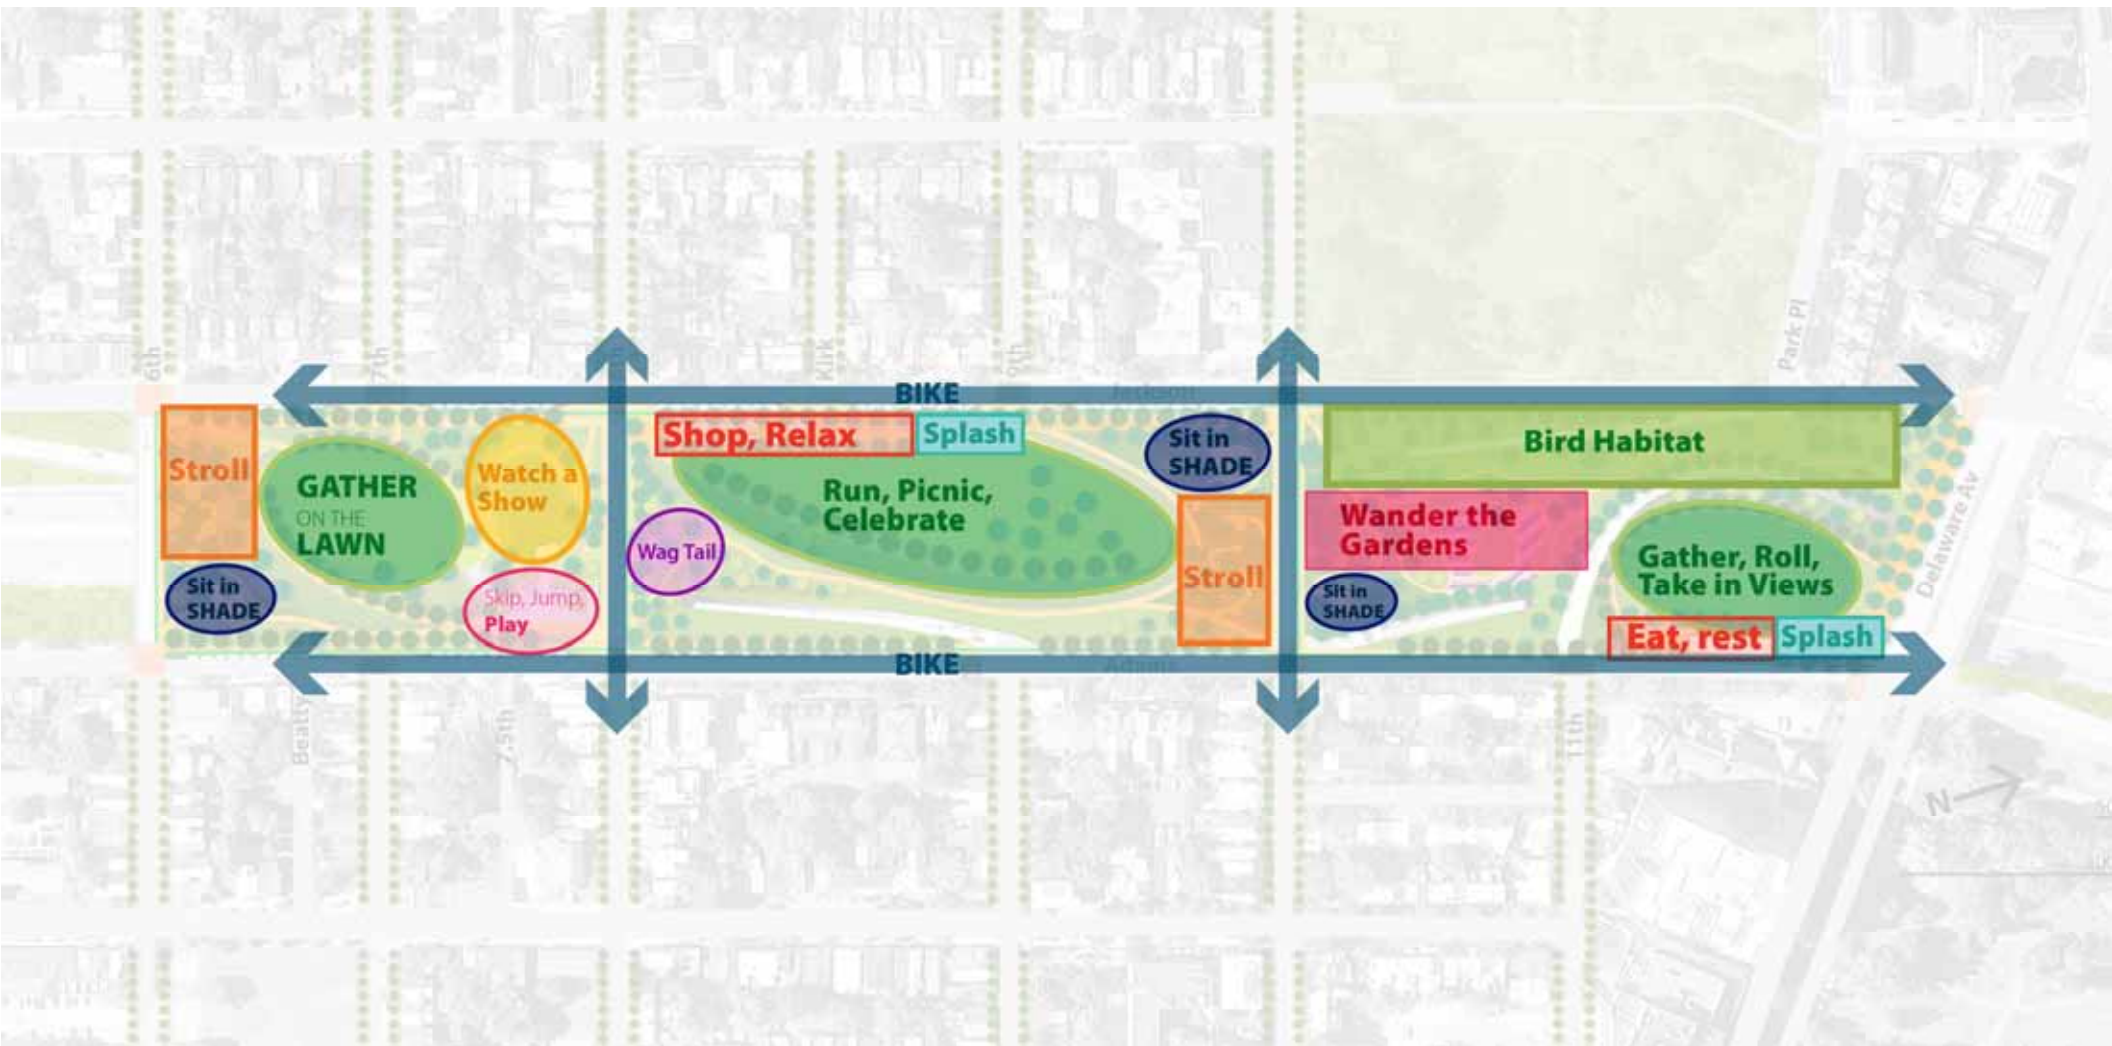 Park Pl
6th
7th
Kirk
9th
BIKE
Jackson
Stroll
GATHER
ON THE
LAWN
Watch a
Show
Shop, Relax
Splash
Sit in
SHADE
Bird Habitat
Run, Picnic,
Celebrate
Wander the
Gardens
Wag Tail
Gather, Roll,
Take in Views
Stroll
Sit in
SHADE
Skip, Jump,
Play
Sit in
SHADE
Eat, rest
Splash
Delaware Av
BIKE
Adams
Beatty
7.5th
11th
N